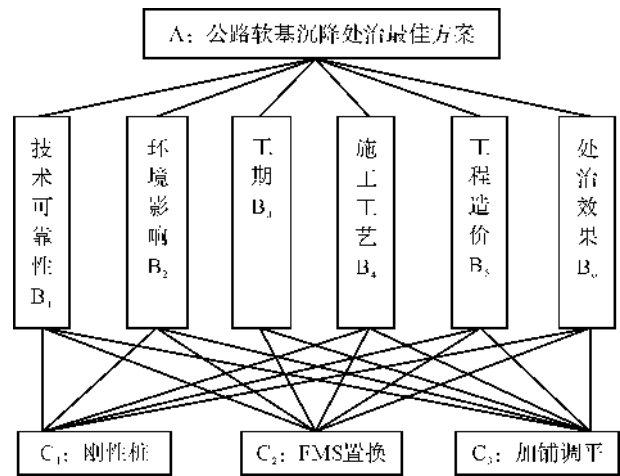 A：公路软基沉降处治最佳方案
技术可靠性B₁
环境影响B₂
工期B₃
施工工艺B₄
工程造价B₅
处治效果B₆
C₁：刚性桩
C₂：FMS置换
C₃：加铺调平